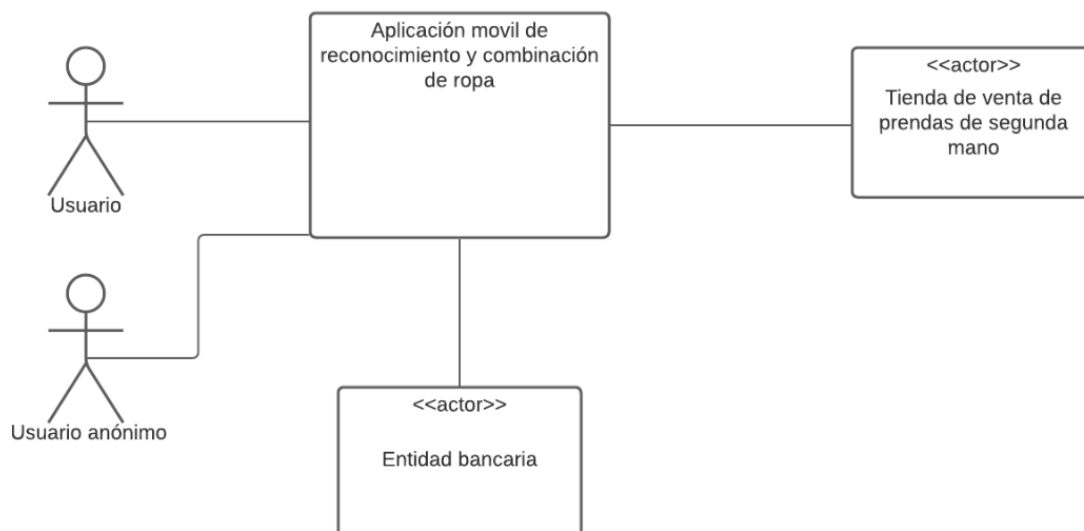 Aplicación movil de
reconocimiento y combinación
de ropa
<<actor>>
Tienda de venta de
prendas de segunda
mano
Usuario
Usuario anónimo
<<actor>>
Entidad bancaria